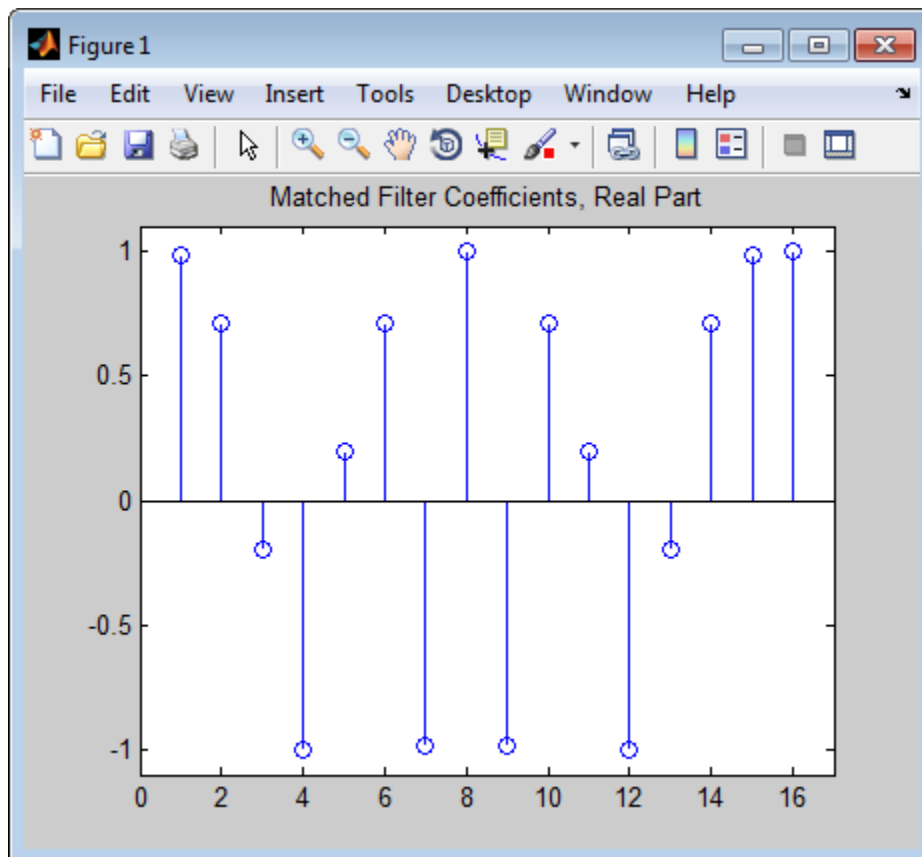 Figure 1
File Edit View Insert Tools Desktop Window Help
Matched Filter Coefficients, Real Part
1
0.5
0
-0.5
-1
0 2 4 6 8 10 12 14 16